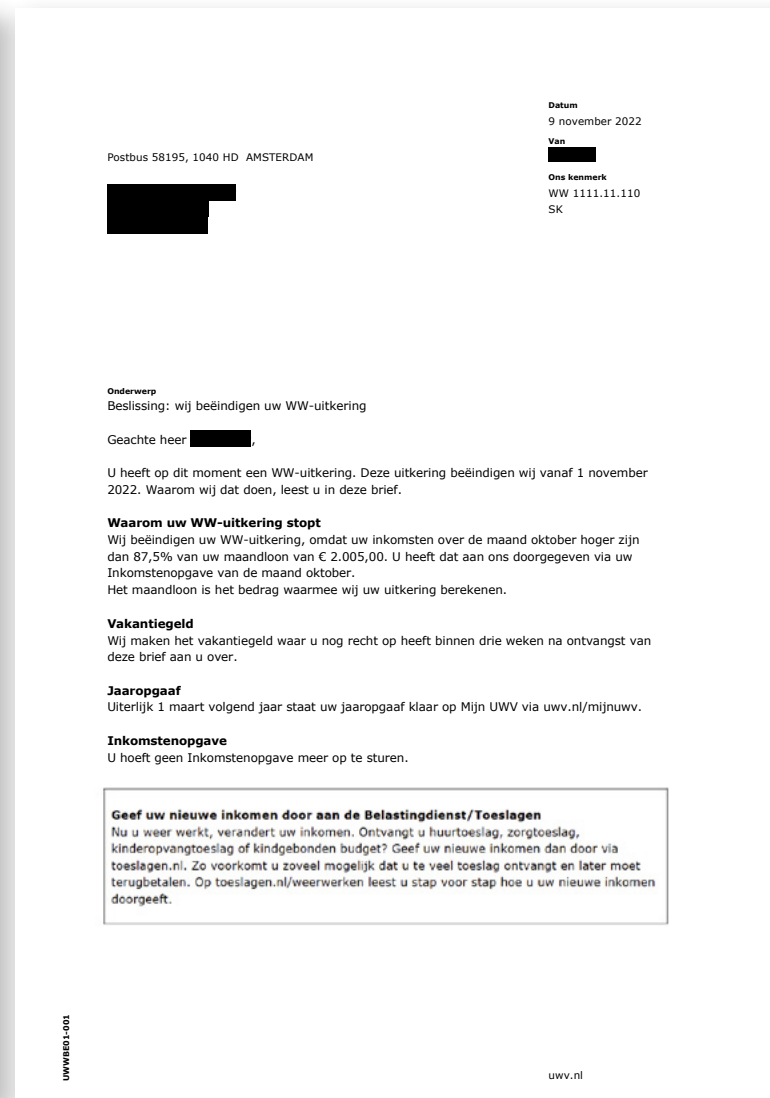 Datum
9 november 2022
Van
Postbus 58195, 1040 HD AMSTERDAM
Ons kenmerk
WW 1111.11.110
SK
Onderwerp
Beslissing: wij beëindigen uw WW-uitkering
Geachte heer ,
U heeft op dit moment een WW-uitkering. Deze uitkering beëindigen wij vanaf 1 november
2022. Waarom wij dat doen, leest u in deze brief.
Waarom uw WW-uitkering stopt
Wij beëindigen uw WW-uitkering, omdat uw inkomsten over de maand oktober hoger zijn
dan 87,5% van uw maandloon van € 2.005,00. U heeft dat aan ons doorgegeven via uw
Inkomstenopgave van de maand oktober.
Het maandloon is het bedrag waarmee wij uw uitkering berekenen.
Vakantiegeld
Wij maken het vakantiegeld waar u nog recht op heeft binnen drie weken na ontvangst van
deze brief aan u over.
Jaaropgaaf
Uiterlijk 1 maart volgend jaar staat uw jaaropgaaf klaar op Mijn UWV via uwv.nl/mijnuwv.
Inkomstenopgave
U hoeft geen Inkomstenopgave meer op te sturen.
Geef uw nieuwe inkomen door aan de Belastingdienst/Toeslagen
Nu u weer werkt, verandert uw inkomen. Ontvangt u huurtoeslag, zorgtoeslag,
kinderopvangtoeslag of kindgebonden budget? Geef uw nieuwe inkomen dan door via
toeslagen.nl. Zo voorkomt u zoveel mogelijk dat u te veel toeslag ontvangt en later moet
terugbetalen. Op toeslagen.nl/weerwerken leest u stap voor stap hoe u uw nieuwe inkomen
doorgeeft.
UWWBE01-001
uwv.nl